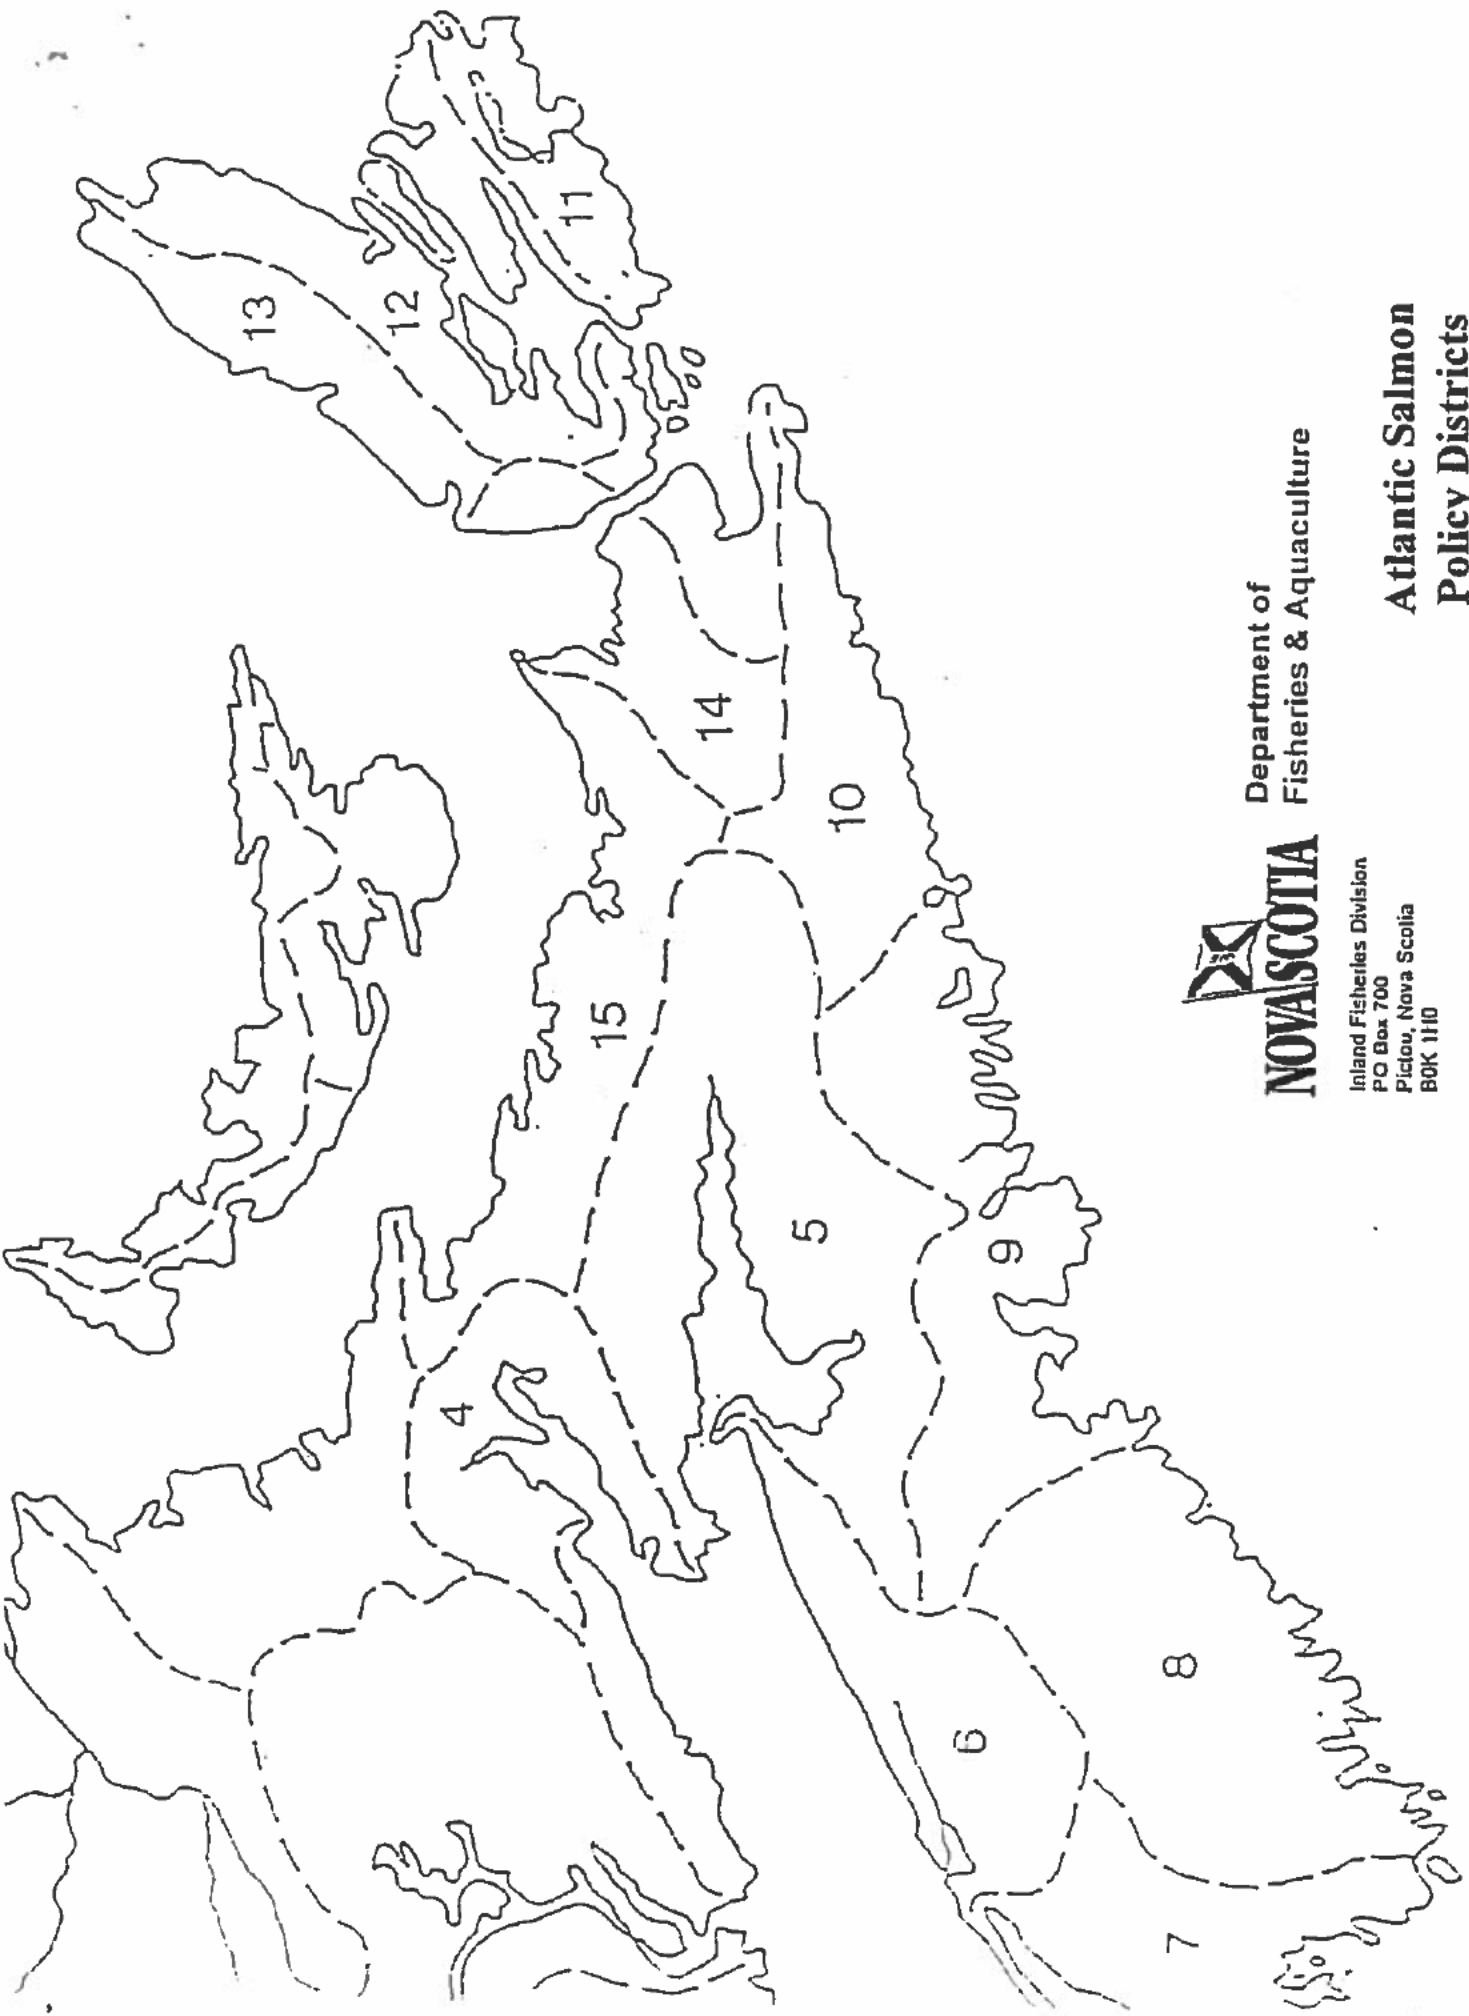 13
12
11
14
10
15
4
5
9
6
8
7
NOVA SCOTIA
Department of
Fisheries & Aquaculture
Inland Fisheries Division
PO Box 700
Pictou, Nova Scotia
B0K 1H0
Atlantic Salmon
Policy Districts